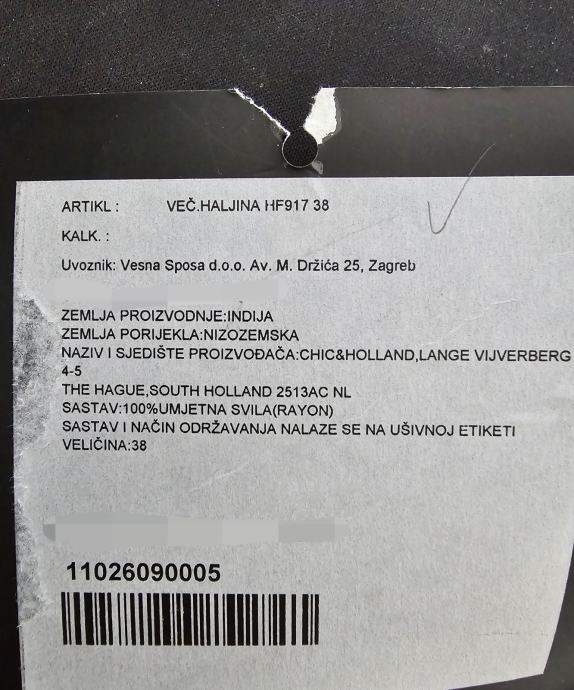 ARTIKL : VEČ.HALJINA HF917 38
KALK. :
Uvoznik: Vesna Sposa d.o.o. Av. M. Držića 25, Zagreb
ZEMLJA PROIZVODNJE:INDIJA
ZEMLJA PORIJEKLA:NIZOZEMSKA
NAZIV I SJEDIŠTE PROIZVOĐAČA:CHIC&HOLLAND,LANGE VIJVERBERG
4-5
THE HAGUE,SOUTH HOLLAND 2513AC NL
SASTAV:100%UMJETNA SVILA(RAYON)
SASTAV I NAČIN ODRŽAVANJA NALAZE SE NA UŠIVNOJ ETIKETI
VELIČINA:38
11026090005